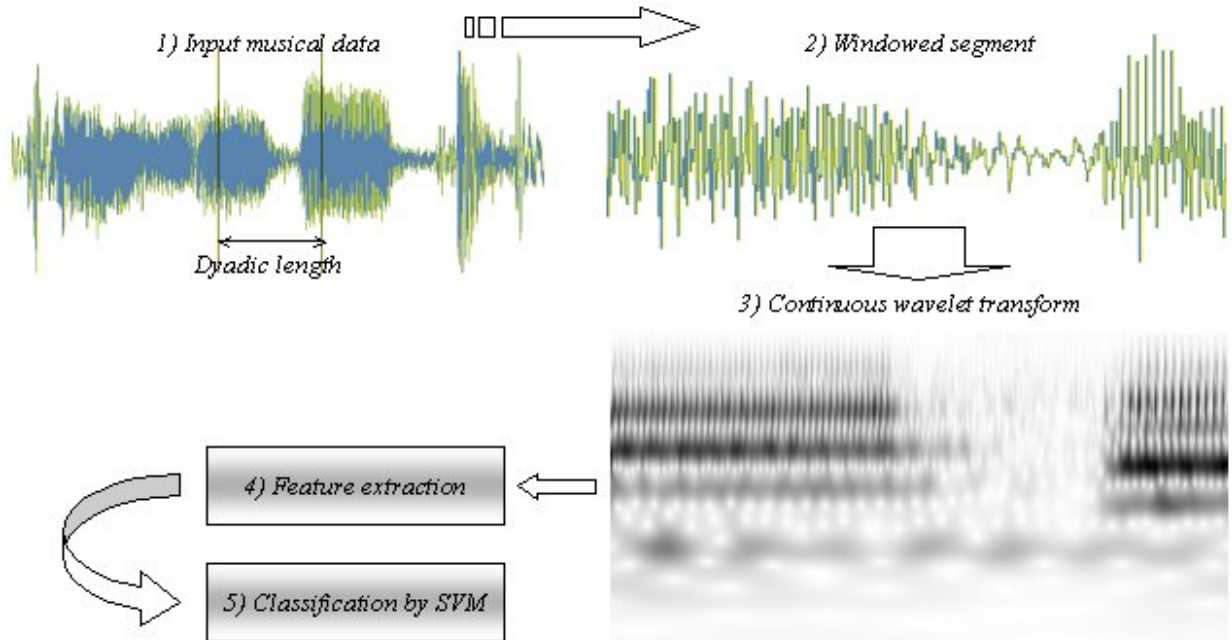 1) Input musical data
2) Windowed segment
Dyadic length
3) Continuous wavelet transform
4) Feature extraction
5) Classification by SVM